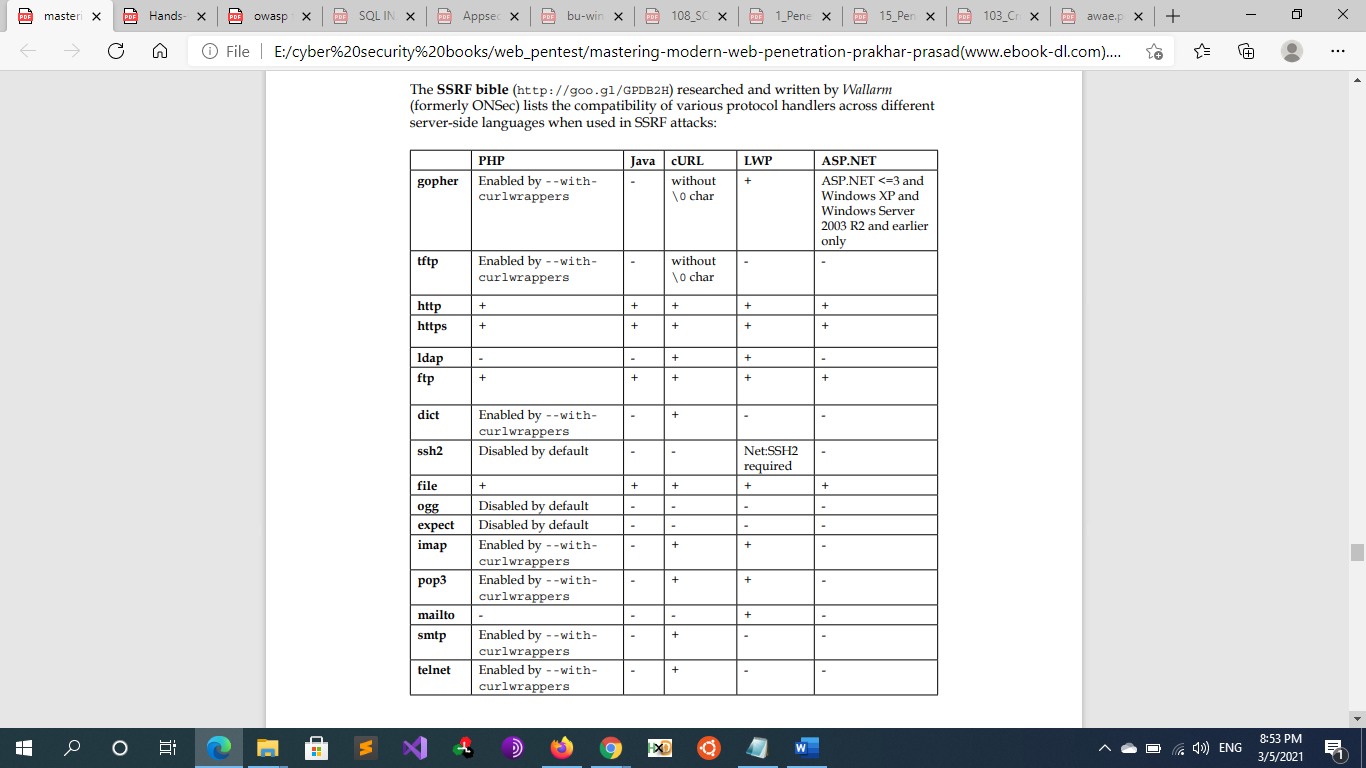 masteri
Hands-
owasp
SQL IN
Appsec
bu-win
108_SC
1_Pene
15_Pen
103_Cr
awae.p
File
E:/cyber%20security%20books/web_pentest/mastering-modern-web-penetration-prakhar-prasad(www.ebook-dl.com)....
The SSRF bible (http://goo.gl/GPDB2H) researched and written by Wallarm
(formerly ONSec) lists the compatibility of various protocol handlers across different
server-side languages when used in SSRF attacks:
PHP Java cURL LWP ASP.NET
gopher Enabled by --with- - without + ASP.NET <=3 and
curlwrappers \0 char Windows XP and
Windows Server
2003 R2 and earlier
only
tftp Enabled by --with- - without - -
curlwrappers \0 char
http + + + + +
https + + + + +
ldap - - + + -
ftp + + + + +
dict Enabled by --with- - + - -
curlwrappers
ssh2 Disabled by default - - Net:SSH2 -
required
file + + + + +
ogg Disabled by default - - - -
expect Disabled by default - - - -
imap Enabled by --with- - + + -
curlwrappers
pop3 Enabled by --with- - + + -
curlwrappers
mailto - - - + -
smtp Enabled by --with- - + - -
curlwrappers
telnet Enabled by --with- - + - -
curlwrappers
ENG
8:53 PM
3/5/2021
1